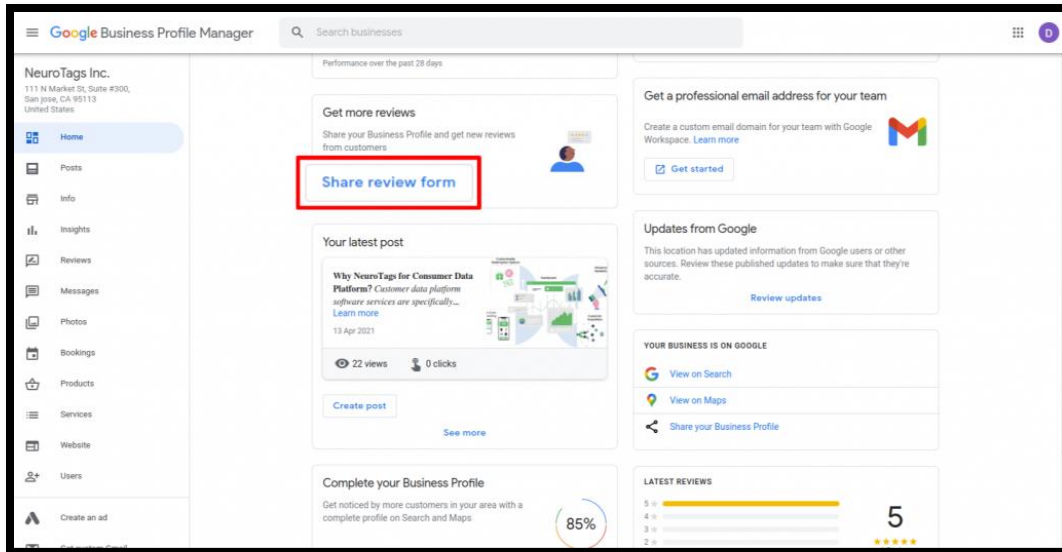 Google Business Profile Manager
Search businesses
D
NeuroTags Inc.
111 N Market St, Suite #300,
San jose, CA 95113
United States
Home
Posts
Info
Insights
Reviews
Messages
Photos
Bookings
Products
Services
Website
Users
Create an ad
Performance over the past 28 days
Get more reviews
Share your Business Profile and get new reviews
from customers
Share review form
Your latest post
Why NeuroTags for Consumer Data
Platform? Customer data platform
software services are specifically...
Learn more
13 Apr 2021
22 views
0 clicks
Create post
See more
Complete your Business Profile
Get noticed by more customers in your area with a
complete profile on Search and Maps
85%
Get a professional email address for your team
Create a custom email domain for your team with Google
Workspace. Learn more
Get started
Updates from Google
This location has updated information from Google users or other
sources. Review these published updates to make sure that they're
accurate.
Review updates
YOUR BUSINESS IS ON GOOGLE
View on Search
View on Maps
Share your Business Profile
LATEST REVIEWS
5
4
3
2
5